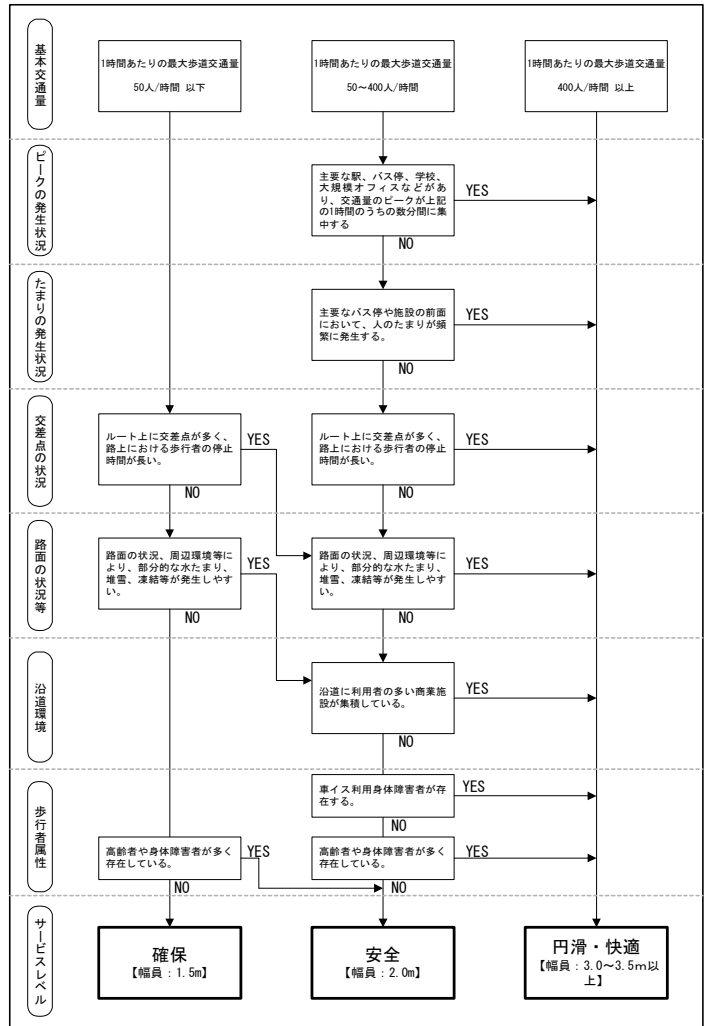 基本交通量
1時間あたりの最大歩道交通量
50人/時間 以下
1時間あたりの最大歩道交通量
50～400人/時間
1時間あたりの最大歩道交通量
400人/時間 以上
ピークの発生状況
主要な駅、バス停、学校、
大規模オフィスなどがあ
り、交通量のピークが上記
の1時間のうちの数分間に集
中する
YES
NO
たまりの発生状況
主要なバス停や施設の前面
において、人のたまりが頻
繁に発生する。
YES
NO
交差点の状況
ルート上に交差点が多く、
路上における歩行者の停止
時間が長い。
YES
NO
ルート上に交差点が多く、
路上における歩行者の停止
時間が長い。
YES
NO
路面の状況等
路面の状況、周辺環境等に
より、部分的な水たまり、
堆雪、凍結等が発生しやす
い。
YES
NO
路面の状況、周辺環境等に
より、部分的な水たまり、
堆雪、凍結等が発生しやす
い。
YES
NO
沿道環境
沿道に利用者の多い商業施
設が集積している。
YES
NO
歩行者属性
車イス利用身体障害者が存
在する。
YES
NO
高齢者や身体障害者が多く
存在している。
YES
NO
高齢者や身体障害者が多く
存在している。
YES
NO
サービスレベル
確保
【幅員：1.5m】
安全
【幅員：2.0m】
円滑・快適
【幅員：3.0～3.5m以
上】